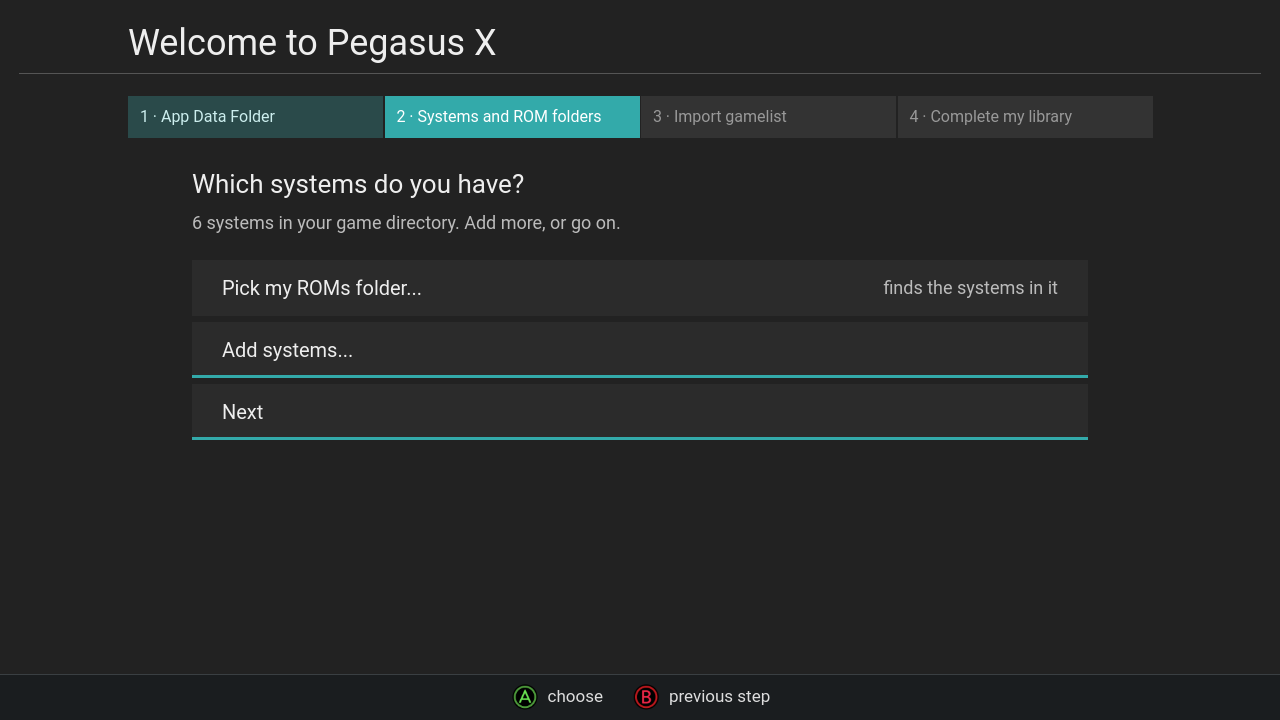 Welcome to Pegasus X
1 · App Data Folder
2 · Systems and ROM folders
3 · Import gamelist
4 · Complete my library
Which systems do you have?
6 systems in your game directory. Add more, or go on.
Pick my ROMs folder... finds the systems in it
Add systems...
Next
A choose B previous step